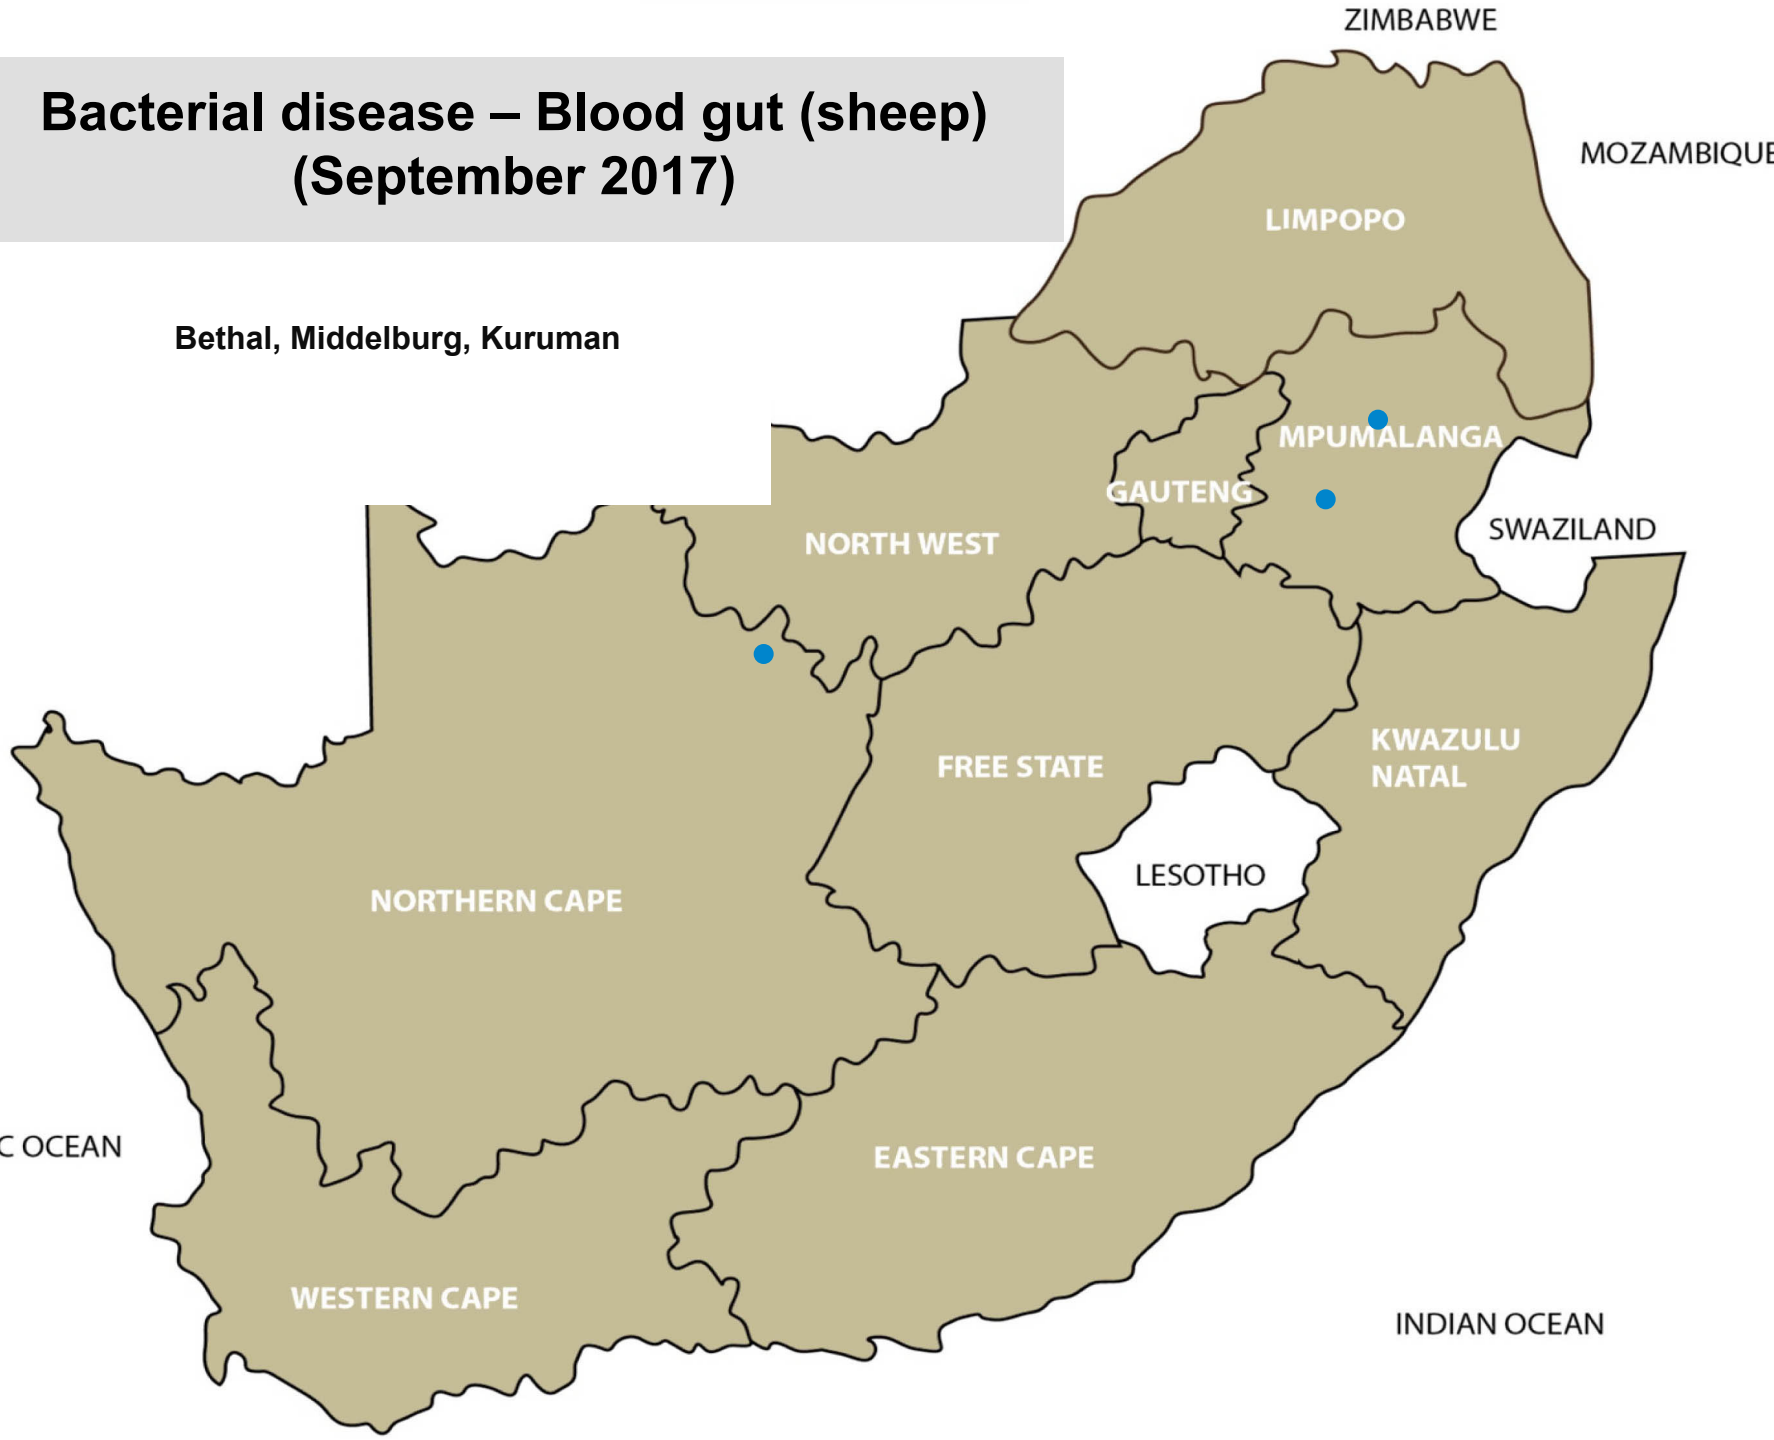 ZIMBABWE
Bacterial disease – Blood gut (sheep)
(September 2017)
MOZAMBIQUE
LIMPOPO
Bethal, Middelburg, Kuruman
MPUMALANGA
GAUTENG
SWAZILAND
NORTH WEST
KWAZULU
NATAL
FREE STATE
LESOTHO
NORTHERN CAPE
C OCEAN
EASTERN CAPE
WESTERN CAPE
INDIAN OCEAN